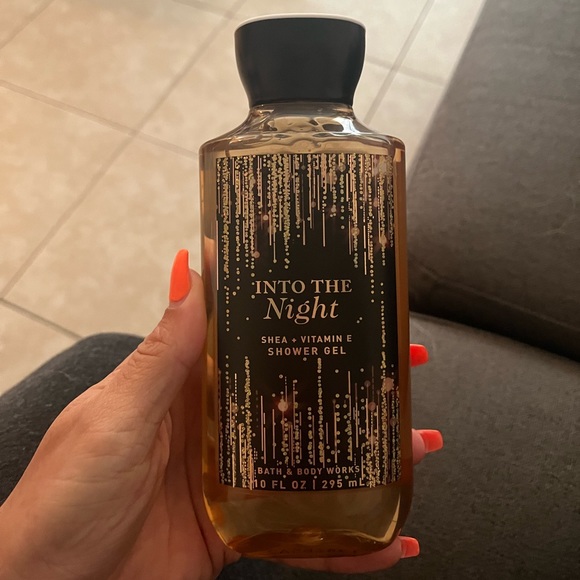 INTO THE
Night
SHEA + VITAMIN E
SHOWER GEL
BATH & BODY WORKS
10 FL OZ | 295 mL